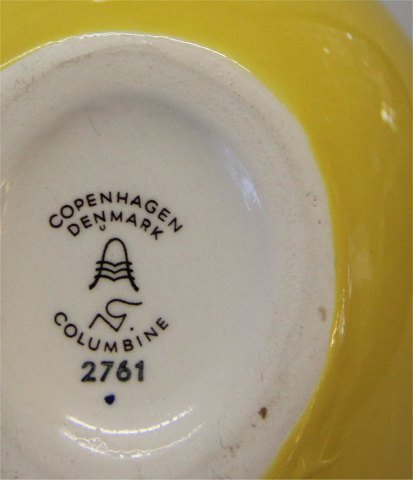 COPENHAGEN
DENMARK
COLUMBINE
2761